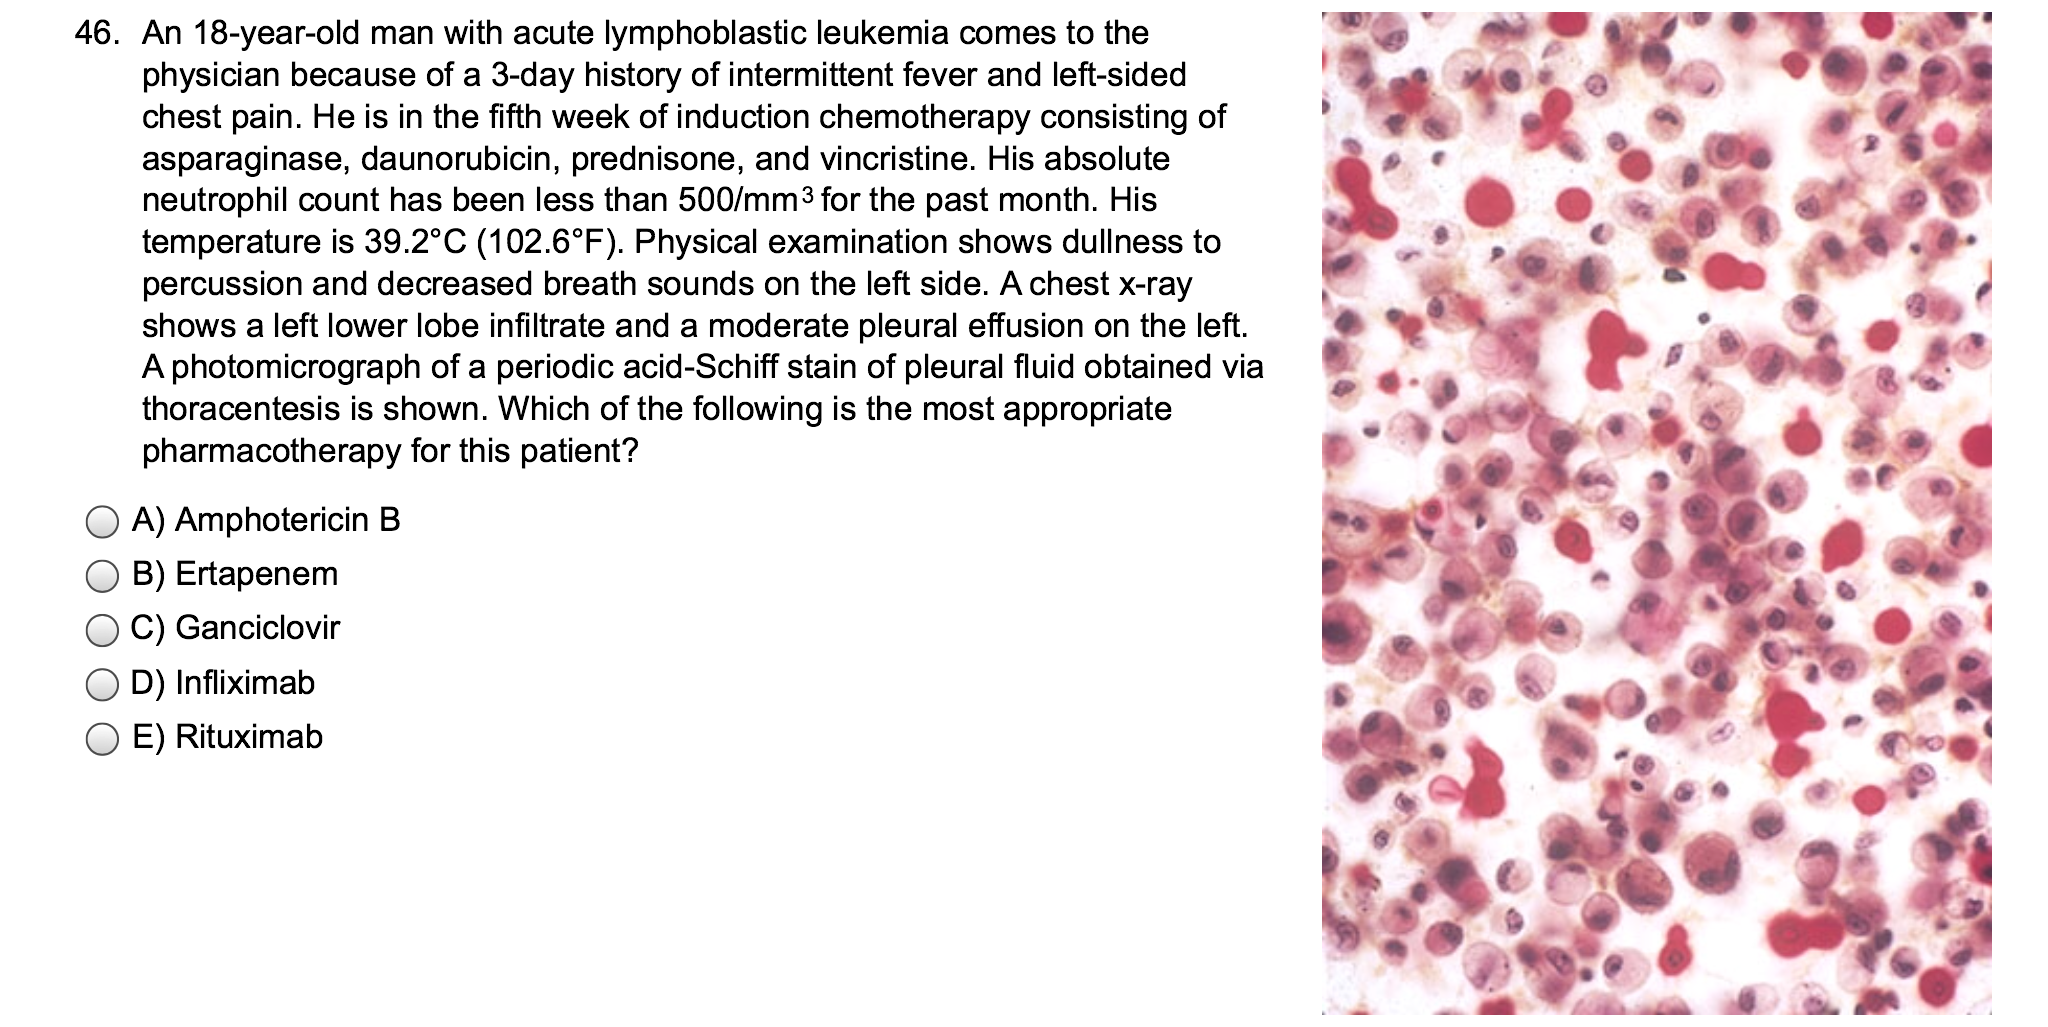 46. An 18-year-old man with acute lymphoblastic leukemia comes to the
physician because of a 3-day history of intermittent fever and left-sided
chest pain. He is in the fifth week of induction chemotherapy consisting of
asparaginase, daunorubicin, prednisone, and vincristine. His absolute
neutrophil count has been less than 500/mm3 for the past month. His
temperature is 39.2°C (102.6°F). Physical examination shows dullness to
percussion and decreased breath sounds on the left side. A chest x-ray
shows a left lower lobe infiltrate and a moderate pleural effusion on the left.
A photomicrograph of a periodic acid-Schiff stain of pleural fluid obtained via
thoracentesis is shown. Which of the following is the most appropriate
pharmacotherapy for this patient?
A) Amphotericin B
B) Ertapenem
C) Ganciclovir
D) Infliximab
E) Rituximab